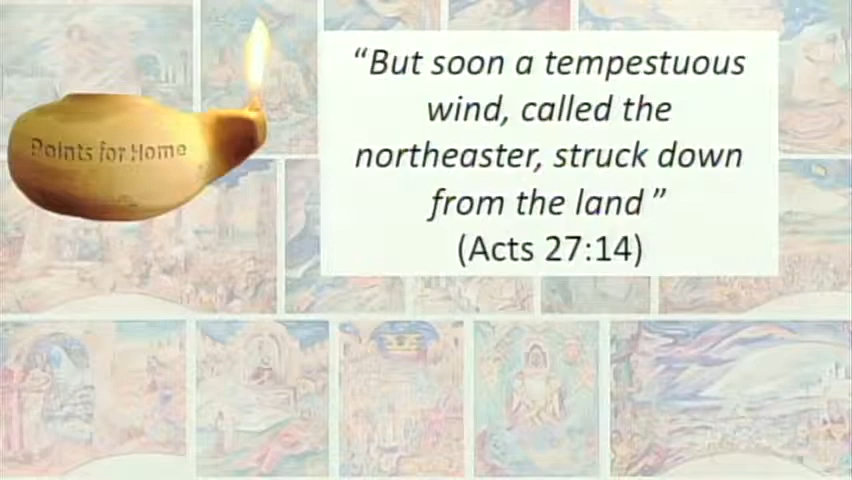 Points for Home
“But soon a tempestuous
wind, called the
northeaster, struck down
from the land ”
(Acts 27:14)